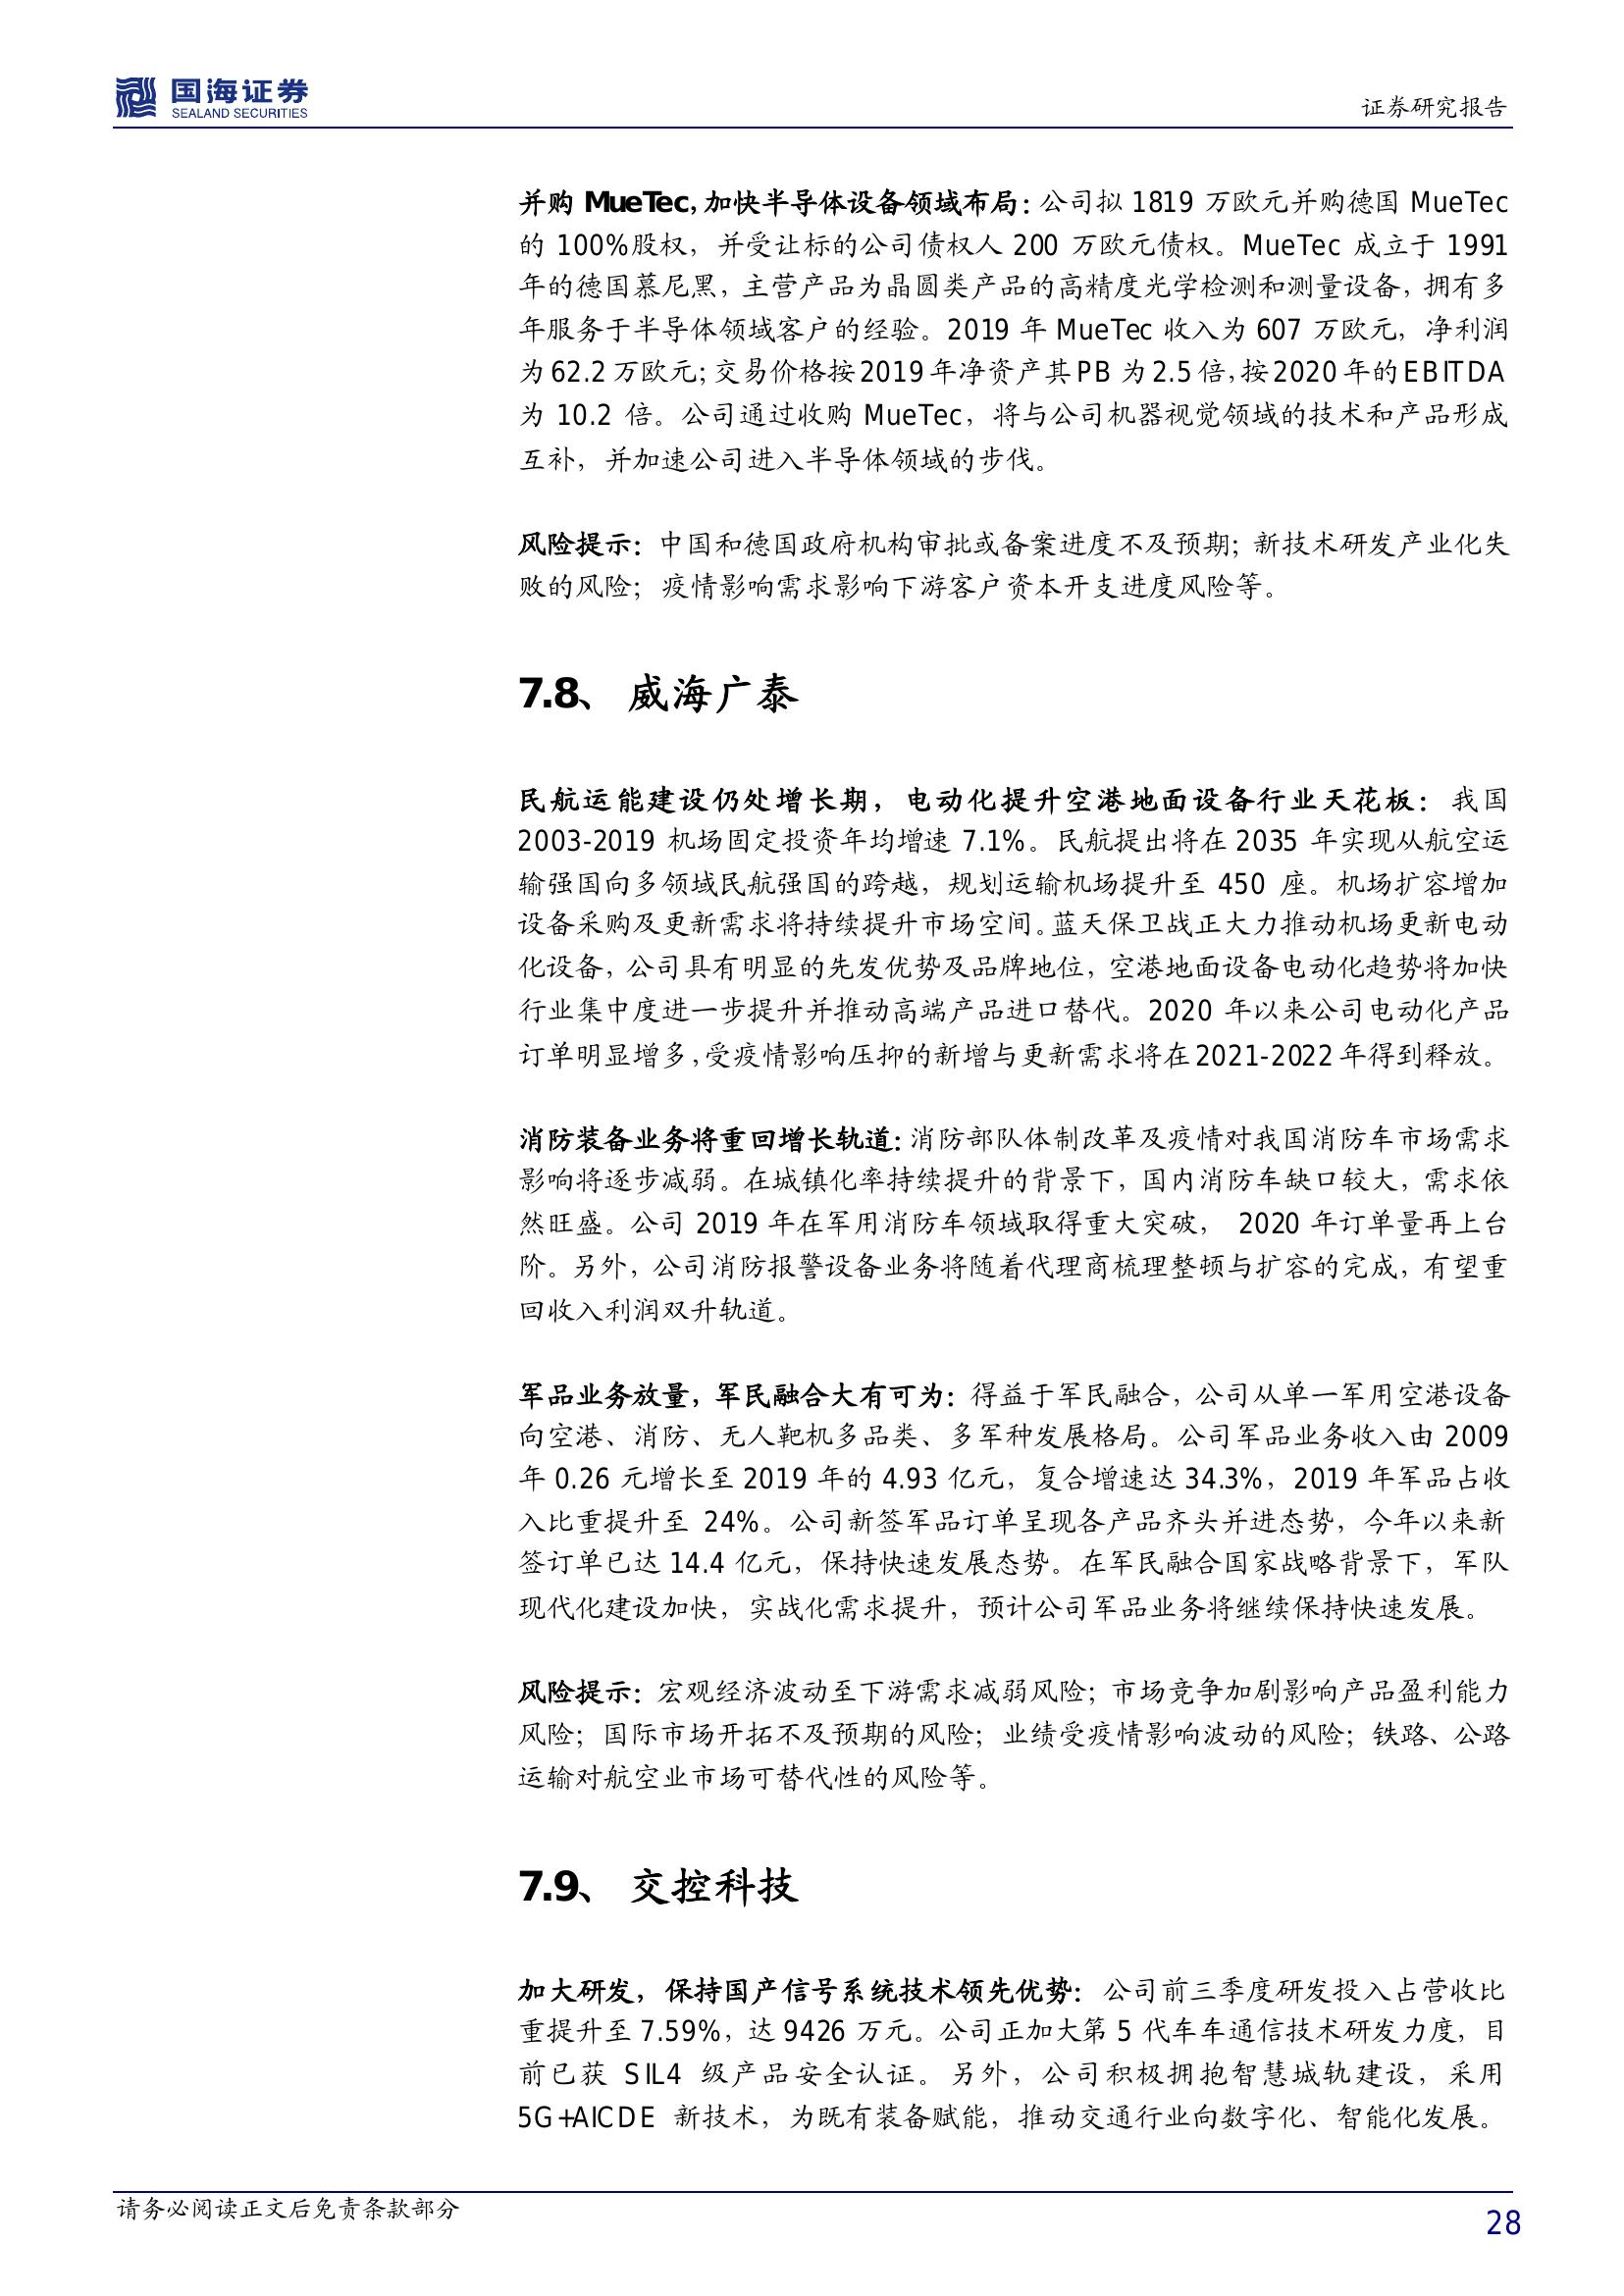 国海证券
SEALAND SECURITIES
证券研究报告
并购 MueTec,加快半导体设备领域布局:公司拟 1819 万欧元并购德国 MueTec
的 100%股权，并受让标的公司债权人 200 万欧元债权。MueTec 成立于 1991
年的德国慕尼黑，主营产品为晶圆类产品的高精度光学检测和测量设备，拥有多
年服务于半导体领域客户的经验。2019 年 MueTec 收入为 607 万欧元，净利润
为62.2万欧元;交易价格按2019年净资产其PB 为2.5倍,按2020年的EBITDA
为 10.2 倍。公司通过收购 MueTec，将与公司机器视觉领域的技术和产品形成
互补，并加速公司进入半导体领域的步伐。
风险提示：中国和德国政府机构审批或备案进度不及预期；新技术研发产业化失
败的风险；疫情影响需求影响下游客户资本开支进度风险等。
7.8、 威海广泰
民航运能建设仍处增长期，电动化提升空港地面设备行业天花板：我国
2003-2019 机场固定投资年均增速 7.1%。民航提出将在 2035 年实现从航空运
输强国向多领域民航强国的跨越，规划运输机场提升至 450 座。机场扩容增加
设备采购及更新需求将持续提升市场空间。蓝天保卫战正大力推动机场更新电动
化设备，公司具有明显的先发优势及品牌地位，空港地面设备电动化趋势将加快
行业集中度进一步提升并推动高端产品进口替代。2020 年以来公司电动化产品
订单明显增多,受疫情影响压抑的新增与更新需求将在2021-2022年得到释放。
消防装备业务将重回增长轨道:消防部队体制改革及疫情对我国消防车市场需求
影响将逐步减弱。在城镇化率持续提升的背景下，国内消防车缺口较大，需求依
然旺盛。公司 2019 年在军用消防车领域取得重大突破， 2020 年订单量再上台
阶。另外，公司消防报警设备业务将随着代理商梳理整顿与扩容的完成，有望重
回收入利润双升轨道。
军品业务放量，军民融合大有可为：得益于军民融合，公司从单一军用空港设备
向空港、消防、无人靶机多品类、多军种发展格局。公司军品业务收入由 2009
年 0.26 元增长至 2019 年的 4.93 亿元，复合增速达 34.3%，2019 年军品占收
入比重提升至 24%。公司新签军品订单呈现各产品齐头并进态势，今年以来新
签订单已达 14.4 亿元，保持快速发展态势。在军民融合国家战略背景下，军队
现代化建设加快，实战化需求提升，预计公司军品业务将继续保持快速发展。
风险提示：宏观经济波动至下游需求减弱风险；市场竞争加剧影响产品盈利能力
风险；国际市场开拓不及预期的风险；业绩受疫情影响波动的风险；铁路、公路
运输对航空业市场可替代性的风险等。
7.9、 交控科技
加大研发，保持国产信号系统技术领先优势：公司前三季度研发投入占营收比
重提升至 7.59%，达 9426 万元。公司正加大第 5 代车车通信技术研发力度，目
前已获 SIL4 级产品安全认证。另外，公司积极拥抱智慧城轨建设，采用
5G+AICDE 新技术，为既有装备赋能，推动交通行业向数字化、智能化发展。
请务必阅读正文后免责条款部分
28